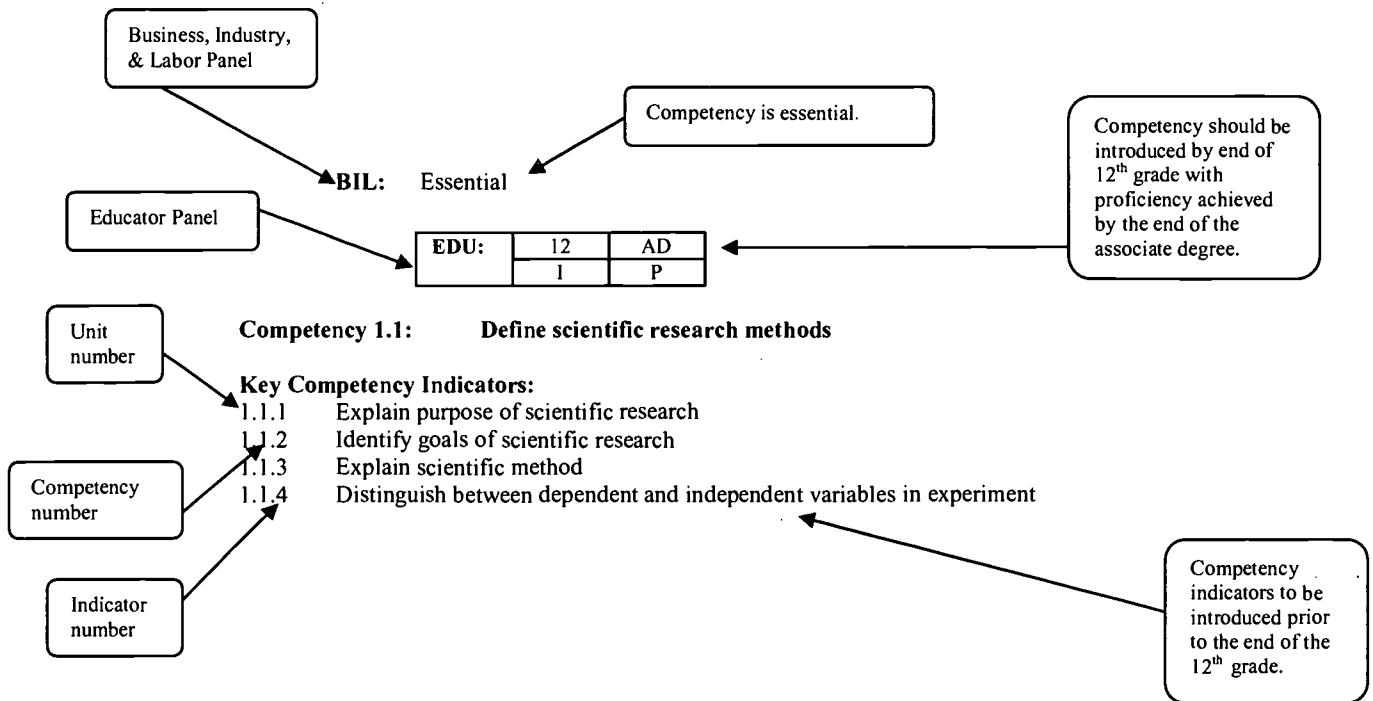 Business, Industry,
& Labor Panel
Competency is essential.
Competency should be
introduced by end of
12th grade with
proficiency achieved
by the end of the
associate degree.
BIL: Essential
Educator Panel
EDU: 12 AD
I P
Unit
number
Competency 1.1: Define scientific research methods
Key Competency Indicators:
1.1.1 Explain purpose of scientific research
1.1.2 Identify goals of scientific research
1.1.3 Explain scientific method
1.1.4 Distinguish between dependent and independent variables in experiment
Competency
number
Indicator
number
Competency
indicators to be
introduced prior
to the end of the
12th grade.